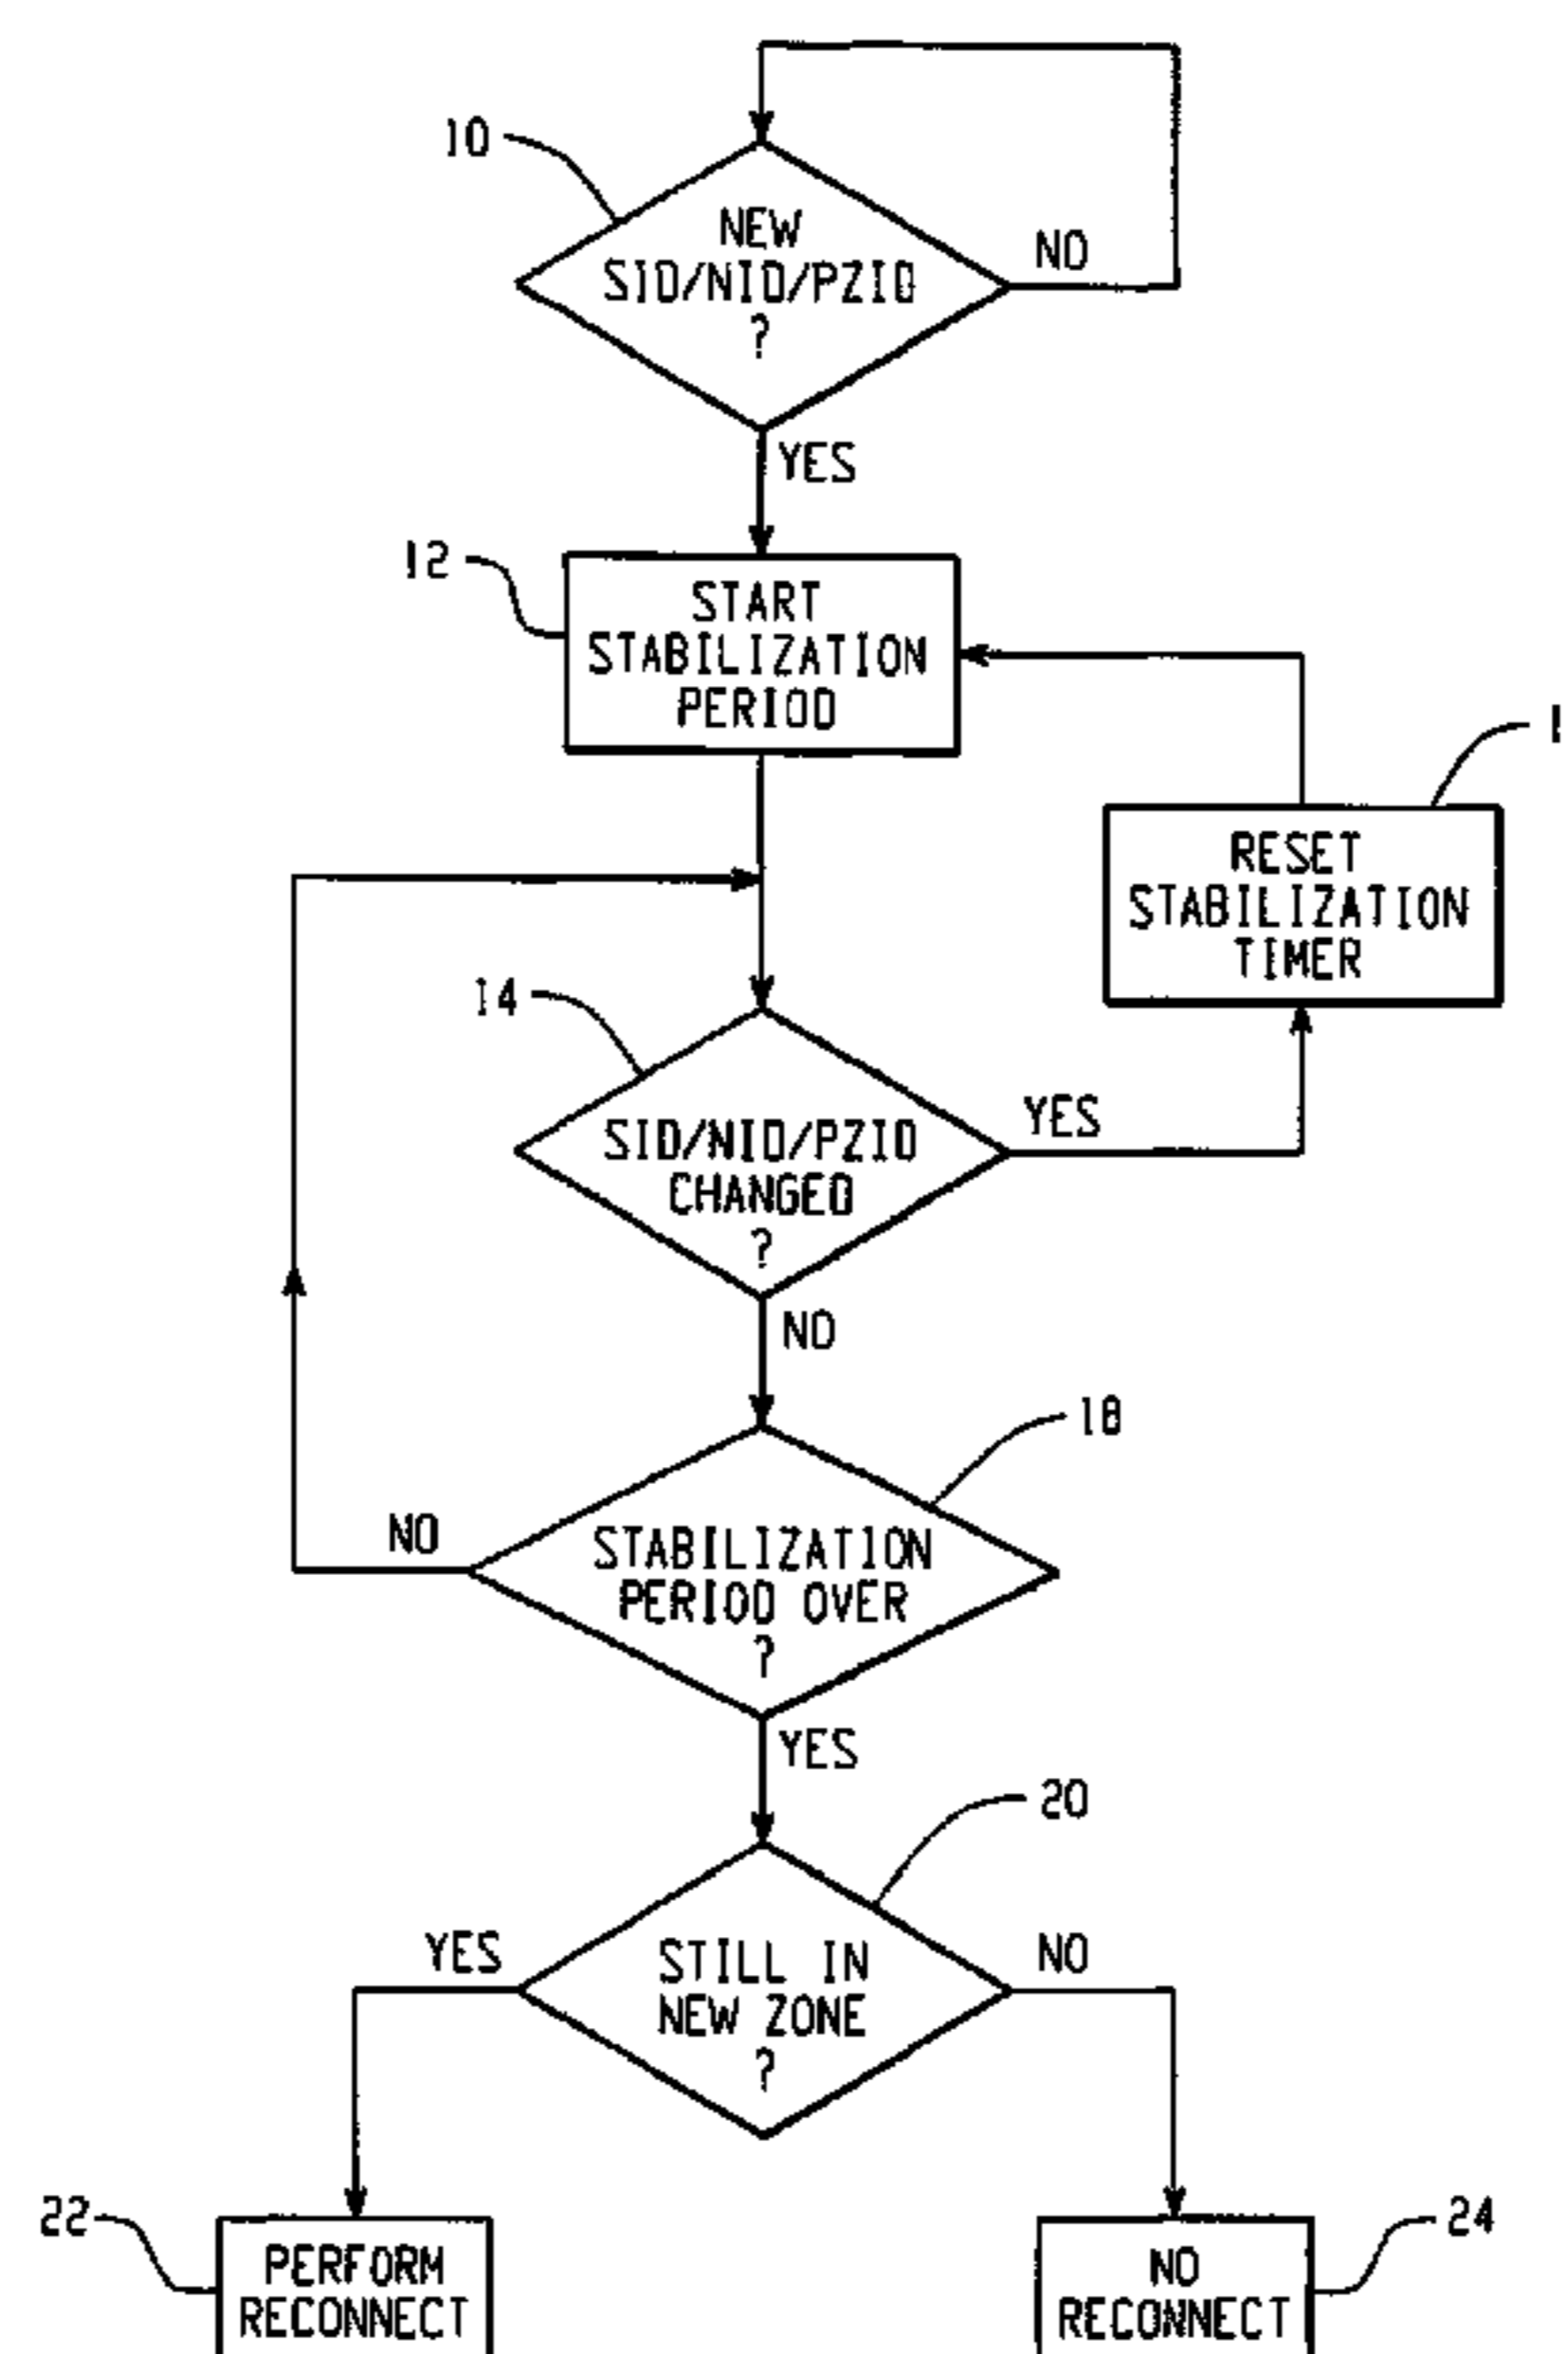 10
NEW
SID/NID/PZID
?
NO
YES
12
START
STABILIZATION
PERIOD
1
RESET
STABILIZATION
TIMER
14
SID/NID/PZID
CHANGED
?
YES
NO
18
STABILIZATION
PERIOD OVER
?
NO
YES
20
STILL IN
NEW ZONE
?
YES
NO
22
PERFORM
RECONNECT
NO
RECONNECT
24